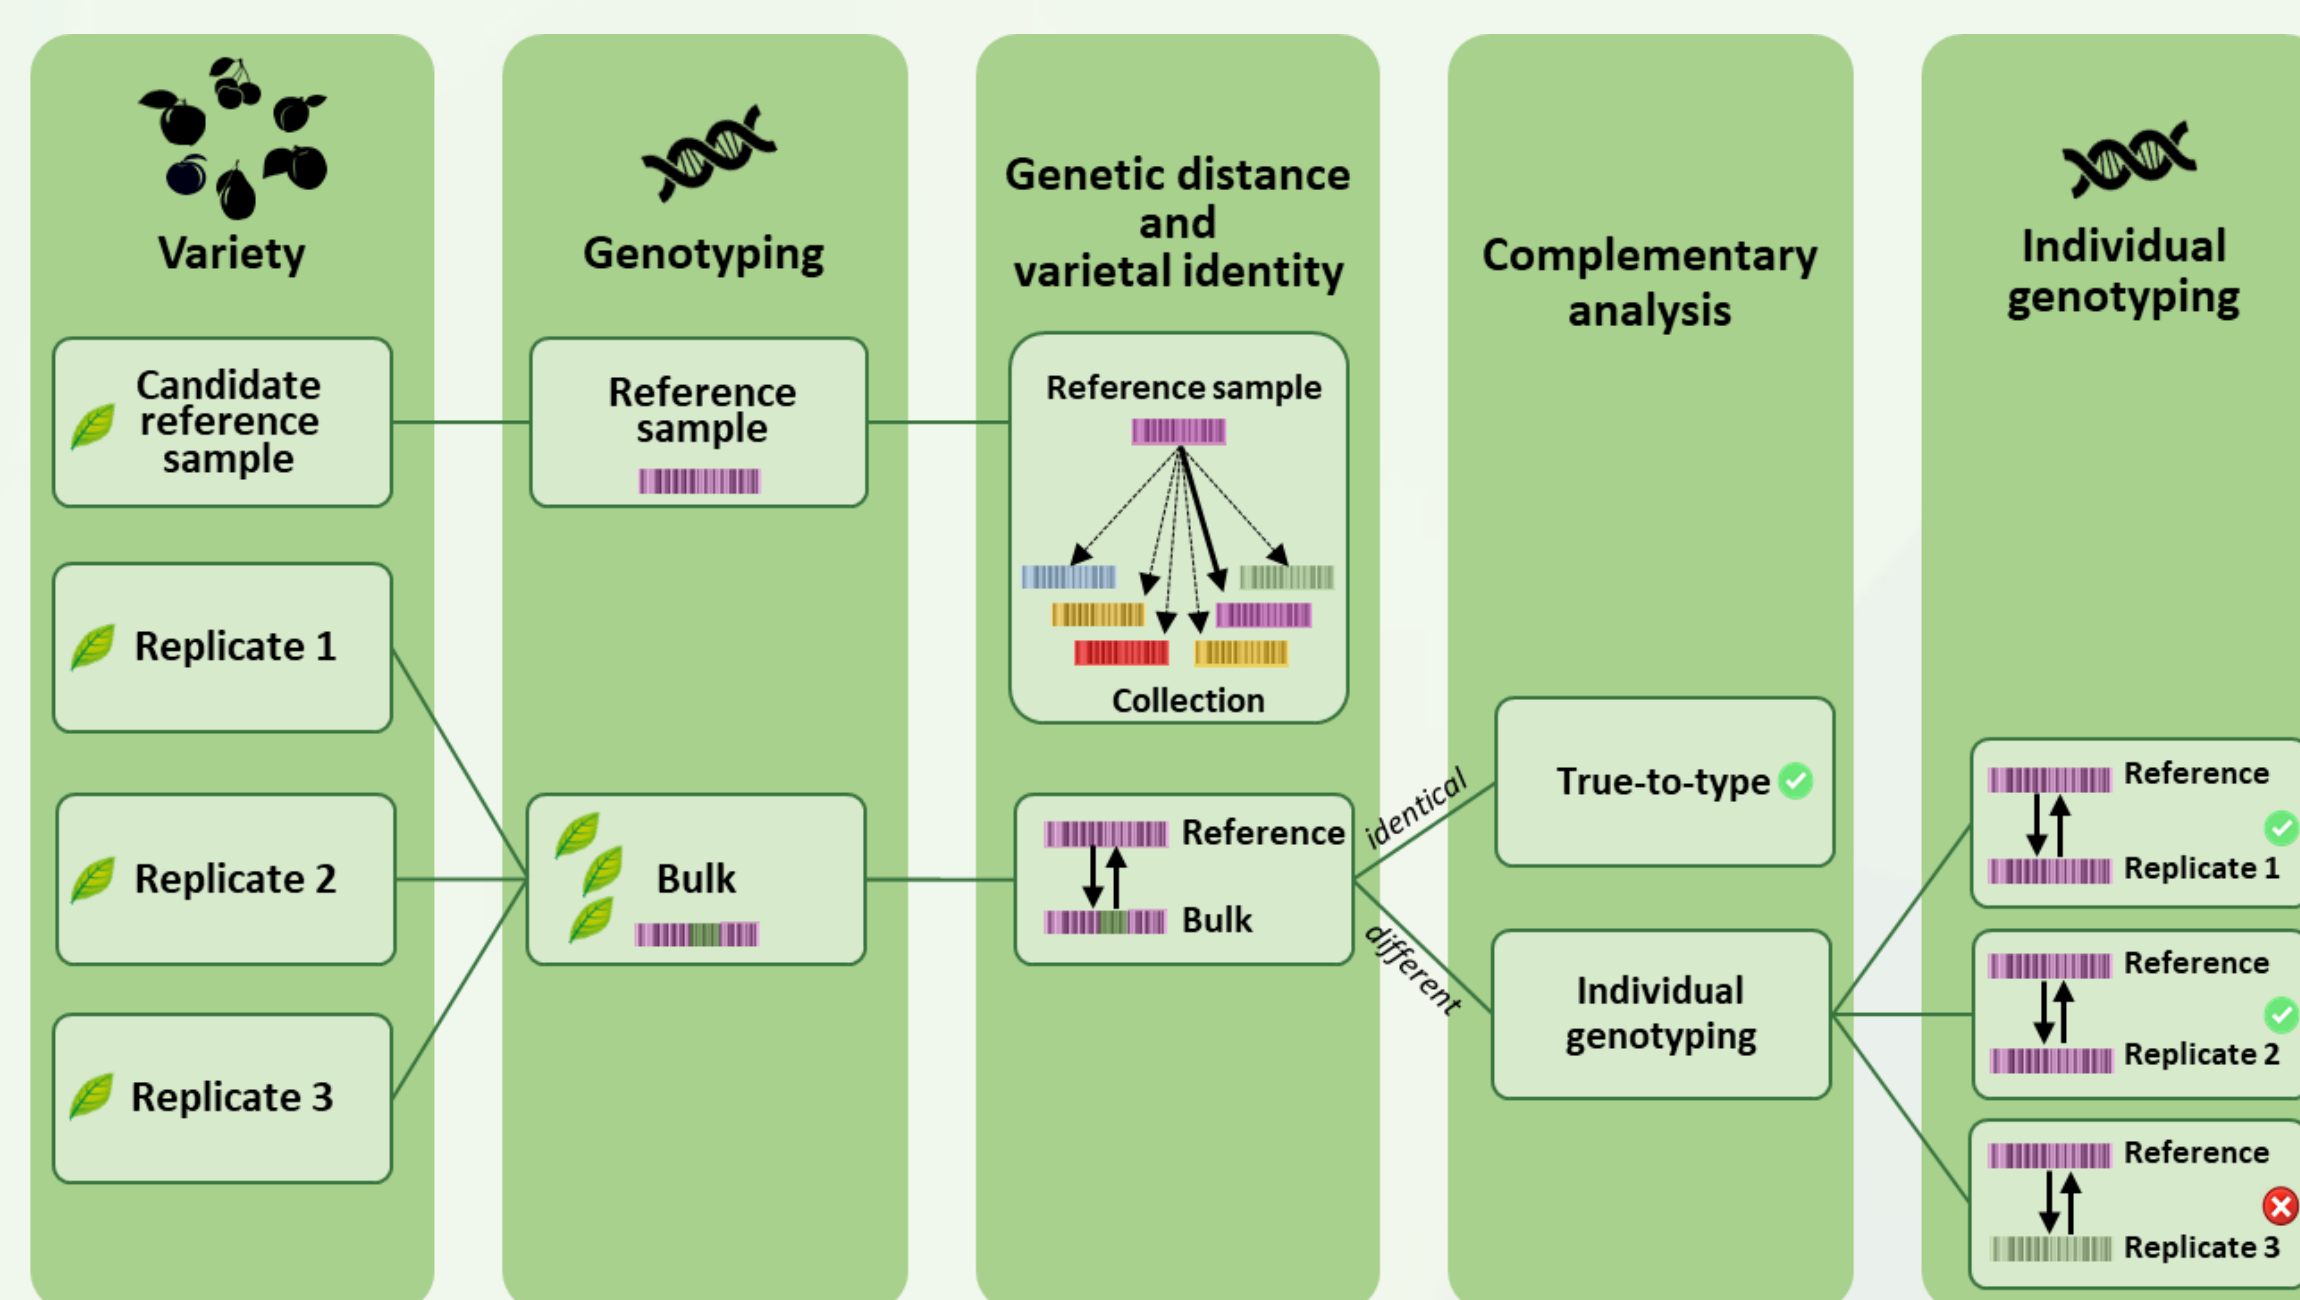 Variety
Candidate
reference
sample
Replicate 1
Replicate 2
Replicate 3
Genotyping
Reference
sample
Bulk
Genetic distance
and
varietal identity
Reference sample
Collection
Reference
Bulk
identical
different
Complementary
analysis
True-to-type
Individual
genotyping
Individual
genotyping
Reference
Replicate 1
Reference
Replicate 2
Reference
Replicate 3